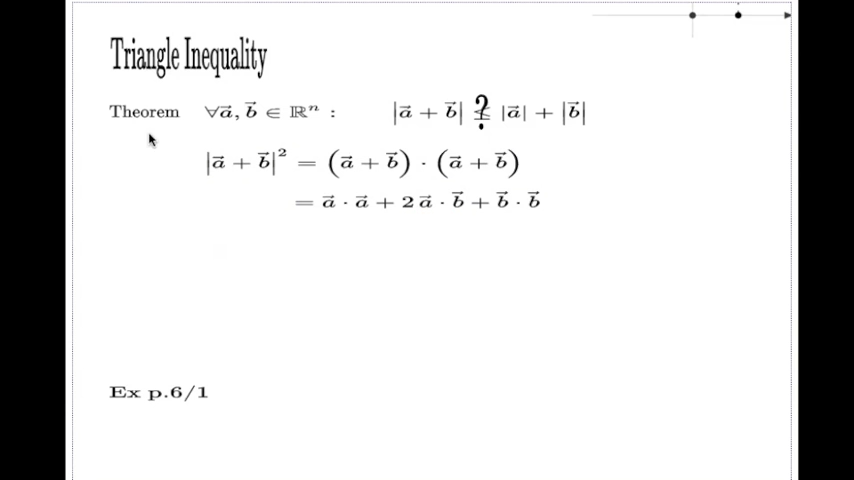 Triangle Inequality
Theorem ∀a⃗, b⃗ ∈ ℝⁿ : |a⃗ + b⃗| ? |a⃗| + |b⃗|
|a⃗ + b⃗|² = (a⃗ + b⃗) · (a⃗ + b⃗)
= a⃗ · a⃗ + 2 a⃗ · b⃗ + b⃗ · b⃗
Ex p.6/1